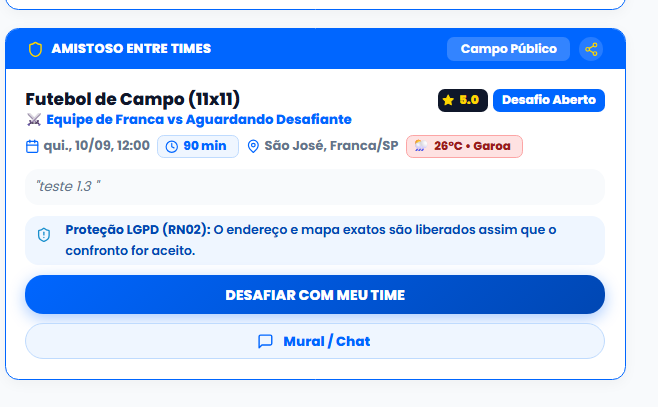 AMISTOSO ENTRE TIMES
Campo Público
Futebol de Campo (11x11)
5.0
Desafio Aberto
Equipe de Franca vs Aguardando Desafiante
qui., 10/09, 12:00
90 min
São José, Franca/SP
26°C • Garoa
"teste 1.3 "
Proteção LGPD (RN02): O endereço e mapa exatos são liberados assim que o
confronto for aceito.
DESAFIAR COM MEU TIME
Mural / Chat